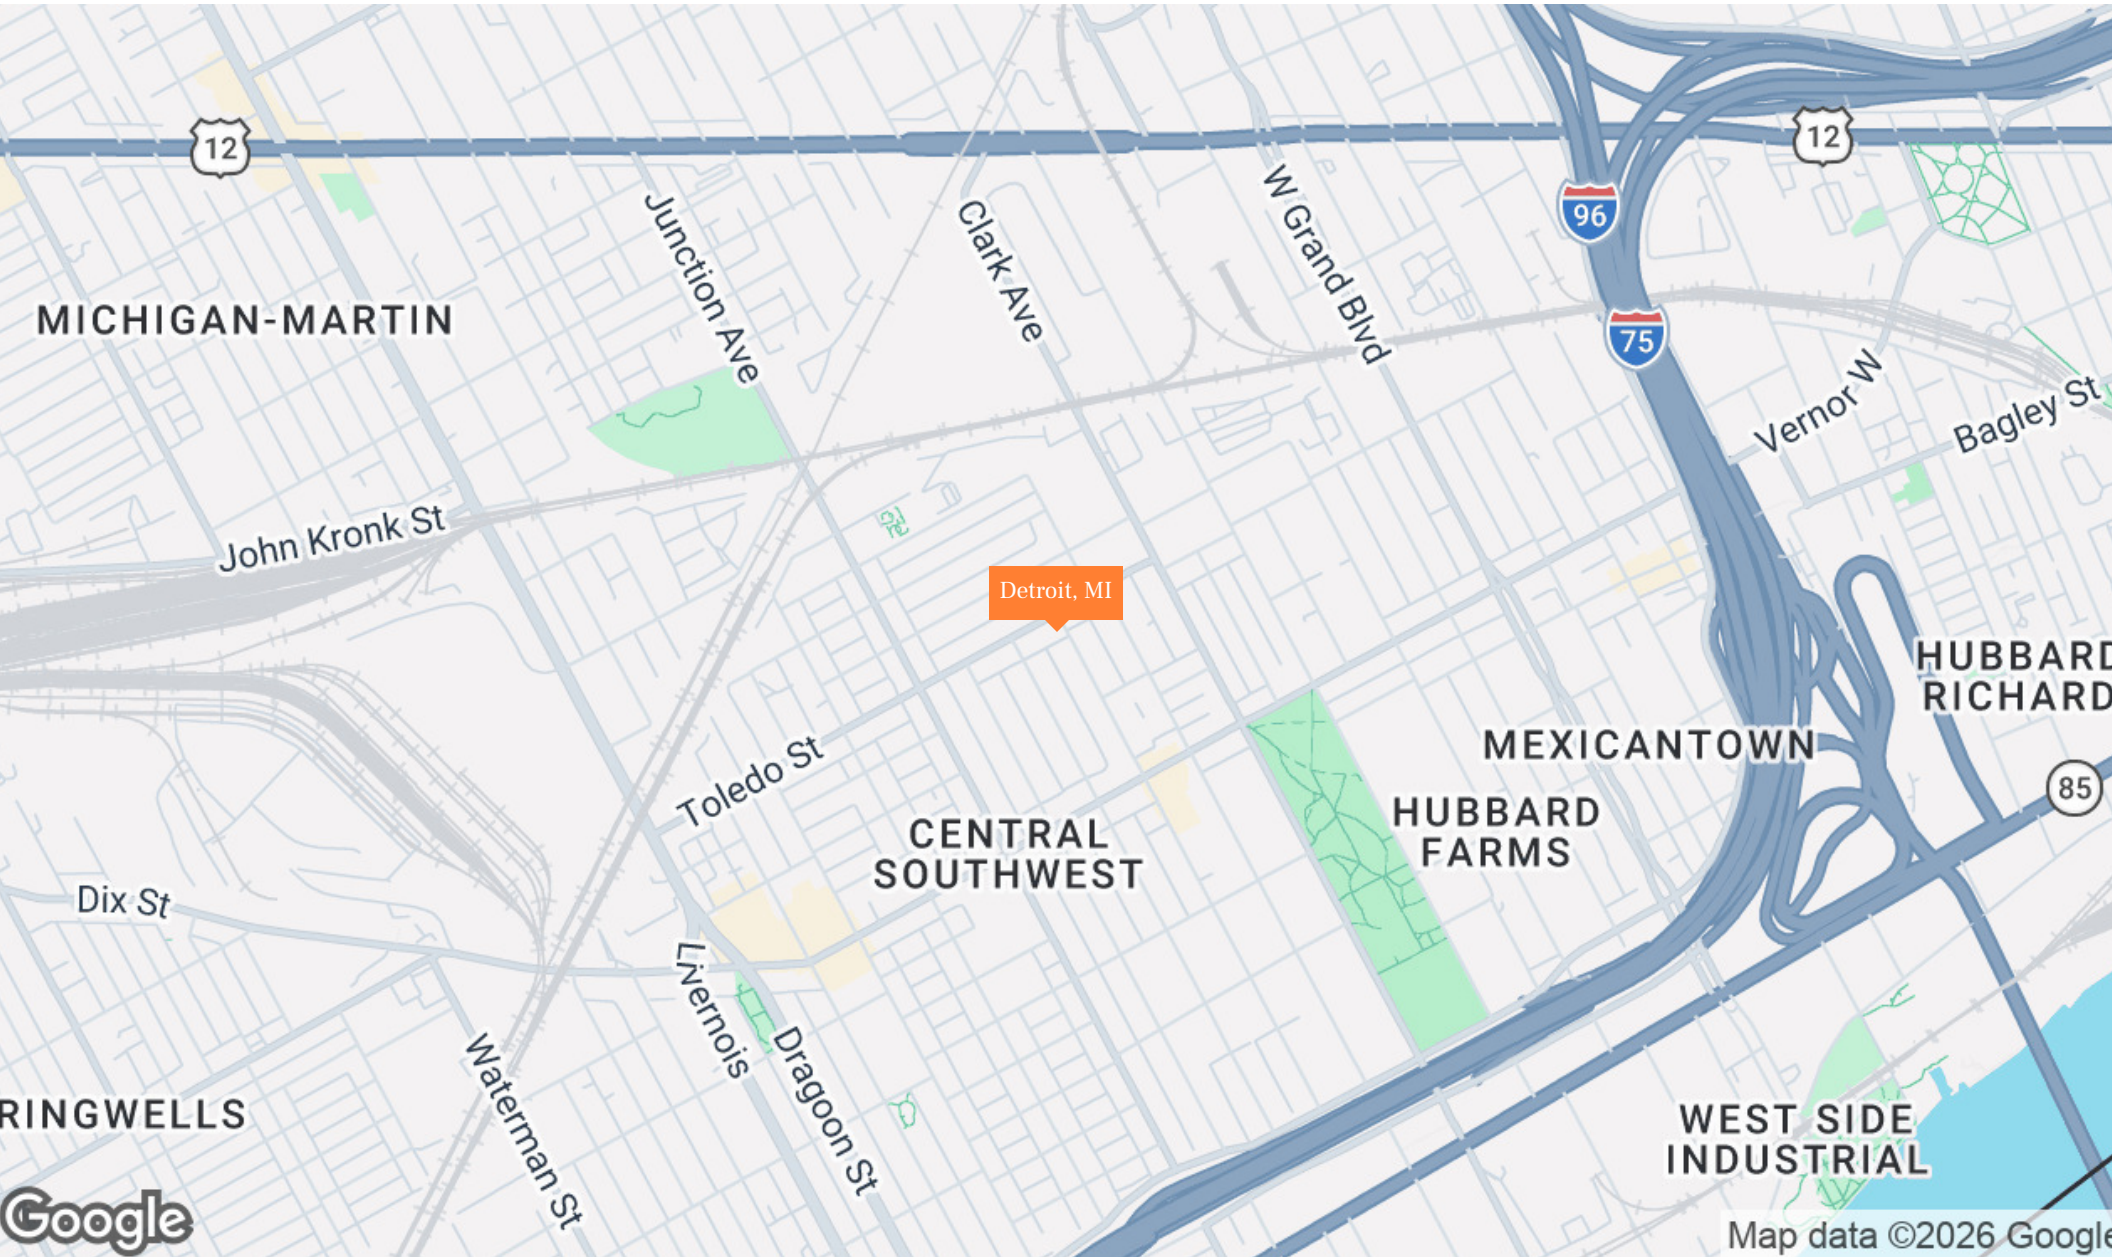 12
12
96
Junction Ave
Clark Ave
W Grand Blvd
MICHIGAN-MARTIN
75
Vernor W
Bagley St
John Kronk St
Detroit, MI
HUBBARD
RICHARD
Toledo St
MEXICANTOWN
85
HUBBARD
FARMS
CENTRAL
SOUTHWEST
Dix St
Livernois
Dragoon St
Waterman St
RINGWELLS
WEST SIDE
INDUSTRIAL
Google
Map data ©2026 Google